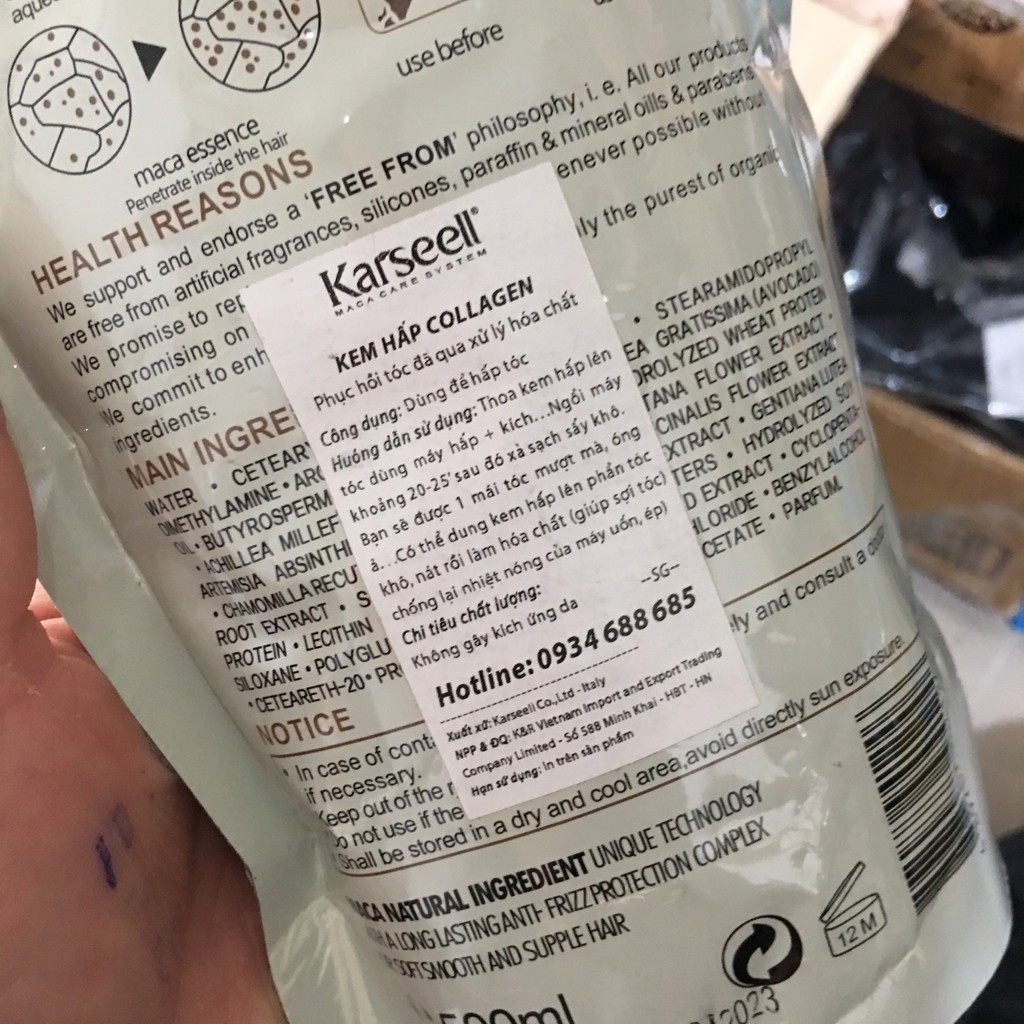 use before
maca essence
Penetrate inside the hair
HEALTH REASONS
We support and endorse a 'FREE FROM' philosophy, i. e. All our products
are free from artificial fragrances, silicones, paraffin & mineral oills & parabens
We promise to rep enever possible without
compromising on ly the purest of organic
We commit to enh
ingredients.
MAIN INGRE
WATER • CETEAR • STEARAMIDOPROPYL
DIMETHYLAMINE • ARG EA GRATISSIMA (AVOCADO)
OIL • BUTYROSPERM DROLYZED WHEAT PROTEIN
• ACHILLEA MILLEF TANA FLOWER EXTRACT •
ARTEMISIA ABSINTHI CINALIS FLOWER EXTRACT
• CHAMOMILLA RECU EXTRACT • GENTIANA LUTEA
ROOT EXTRACT • S TERS • HYDROLYZED SOY
PROTEIN • LECITHIN D EXTRACT • CYCLOPENTA-
SILOXANE • POLYGLU HLORIDE • BENZYLALCOHOL
• CETEARETH-20 • PRO CETATE • PARFUM.
NOTICE
In case of conta ly and consult a
if necessary.
Keep out of the r
Do not use if the
Shall be stored in a dry and cool area,avoid directly sun exposure.
MACA NATURAL INGREDIENT UNIQUE TECHNOLOGY
A LONG LASTING ANTI- FRIZZ PROTECTION COMPLEX
SOFT SMOOTH AND SUPPLE HAIR
12 M
500ml
2023
Karseell®
MACA CARE SYSTEM
KEM HẤP COLLAGEN
Phục hồi tóc đã qua xử lý hóa chất
Công dụng: Dùng để hấp tóc
Hướng dẫn sử dụng: Thoa kem hấp lên
tóc dùng máy hấp + kích...Ngồi máy
khoảng 20-25' sau đó xả sạch sấy khô.
Bạn sẽ được 1 mái tóc mượt mà, óng
ả...Có thể dung kem hấp lên phần tóc
khô, nát rồi làm hóa chất (giúp sợi tóc)
chống lại nhiệt nóng của máy uốn, ép)
Chỉ tiêu chất lượng:
Không gây kích ứng da --SG--
Hotline: 0934 688 685
Xuất xứ: Karseell Co.,Ltd - Italy
NPP & ĐQ: K&R Vietnam Import and Export Trading
Company Limited - Số 588 Minh Khai - HBT - HN
Hạn sử dụng: In trên sản phẩm